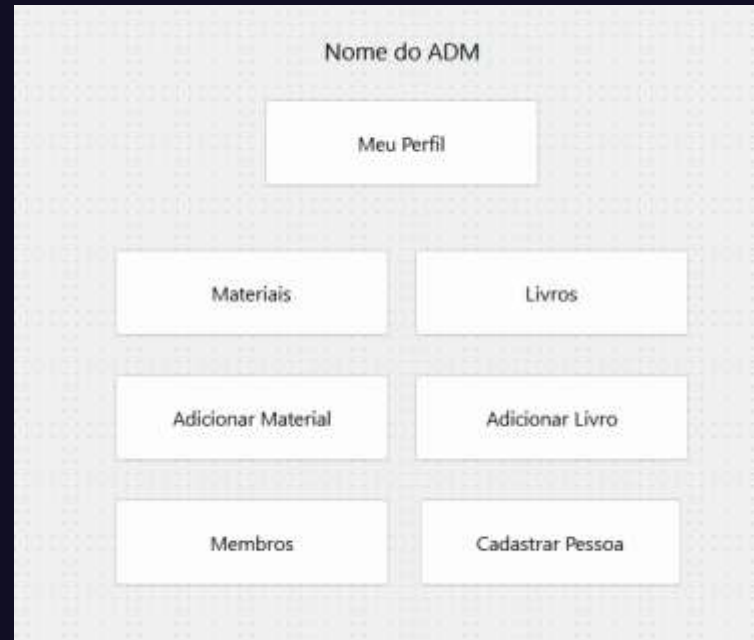 Nome do ADM
Meu Perfil
Materiais
Livros
Adicionar Material
Adicionar Livro
Membros
Cadastrar Pessoa